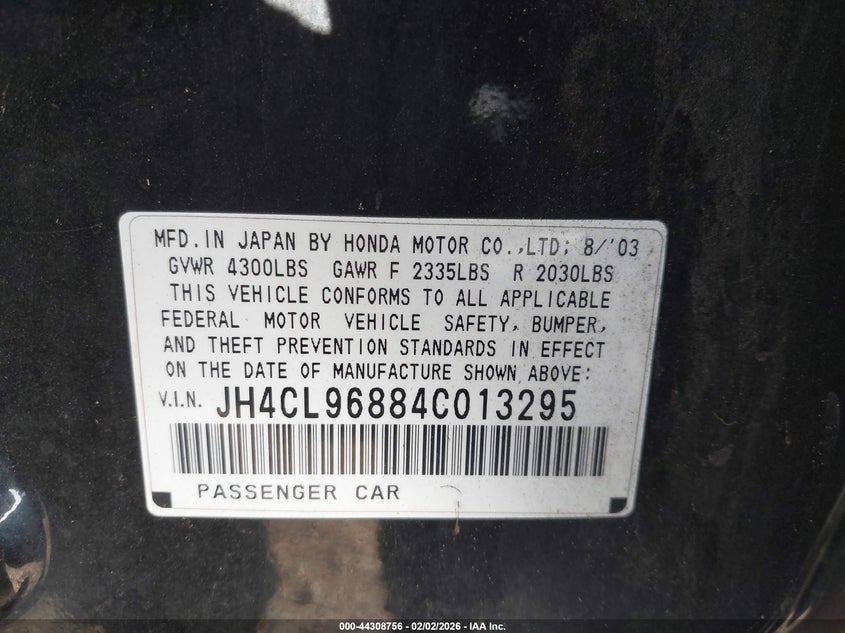 MFD. IN JAPAN BY HONDA MOTOR CO.,LTD; 8/'03
GVWR 4300LBS GAWR F 2335LBS R 2030LBS
THIS VEHICLE CONFORMS TO ALL APPLICABLE
FEDERAL MOTOR VEHICLE SAFETY, BUMPER,
AND THEFT PREVENTION STANDARDS IN EFFECT
ON THE DATE OF MANUFACTURE SHOWN ABOVE:
V.I.N. JH4CL96884C013295
PASSENGER CAR
000-44308756 - 02/02/2026 - IAA Inc.